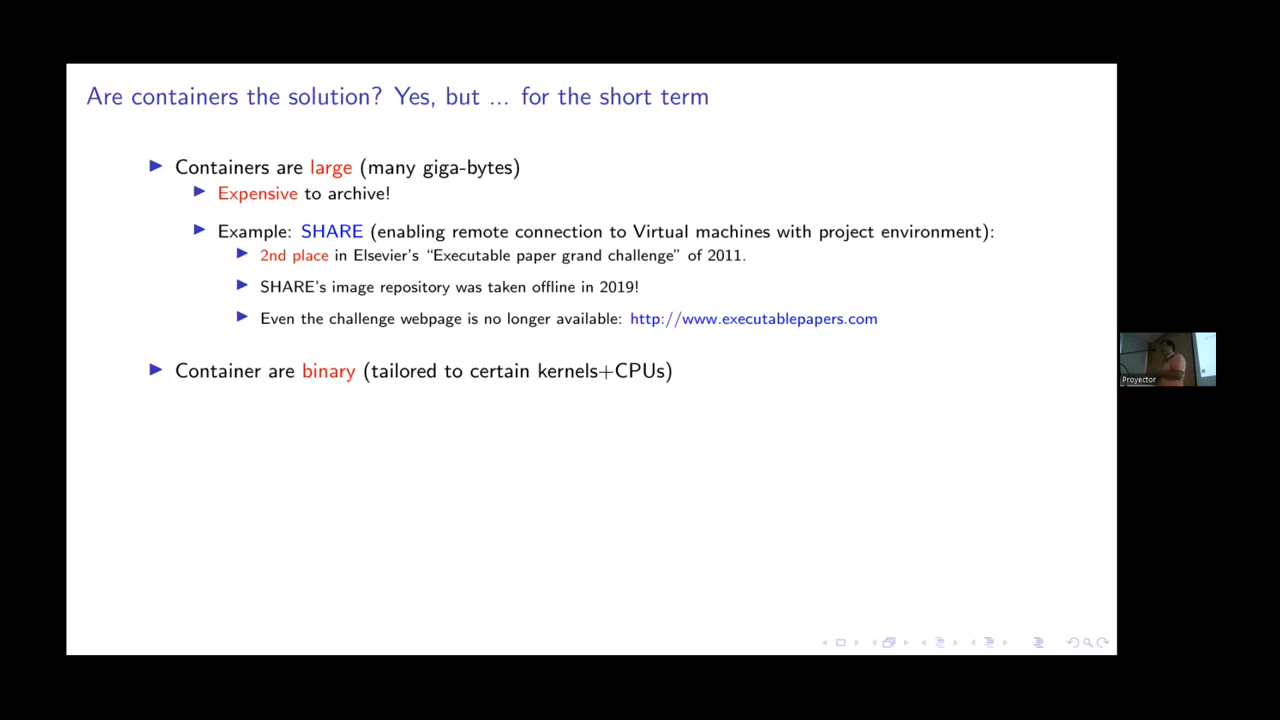 Are containers the solution? Yes, but ... for the short term
Containers are large (many giga-bytes)
Expensive to archive!
Example: SHARE (enabling remote connection to Virtual machines with project environment):
2nd place in Elsevier's “Executable paper grand challenge” of 2011.
SHARE's image repository was taken offline in 2019!
Even the challenge webpage is no longer available: http://www.executablepapers.com
Container are binary (tailored to certain kernels+CPUs)
Proyector